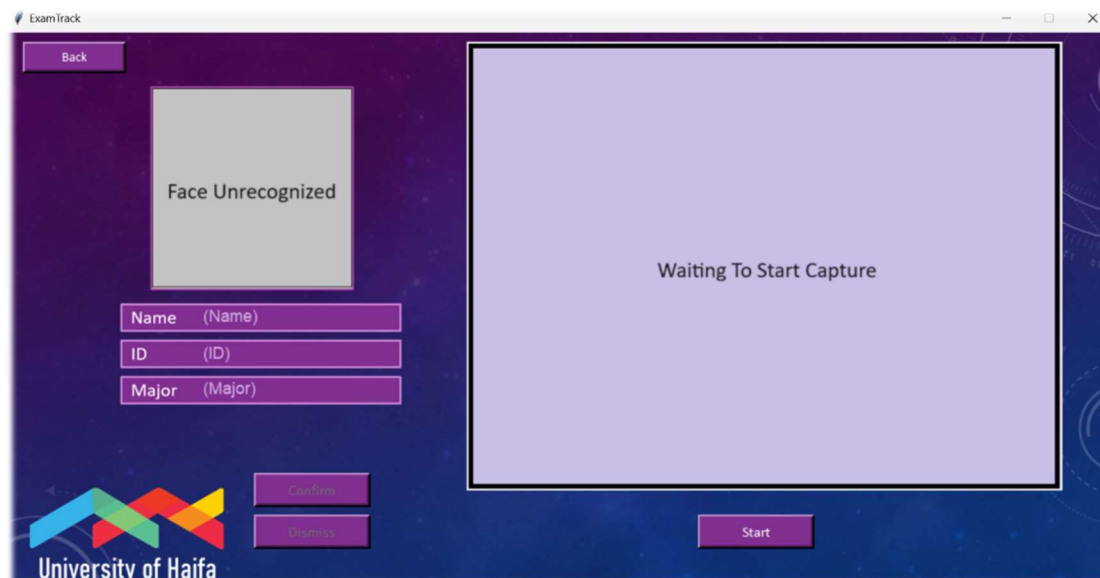 ExamTrack
Back
Face Unrecognized
Name (Name)
ID (ID)
Major (Major)
Confirm
Dismiss
University of Haifa
Waiting To Start Capture
Start